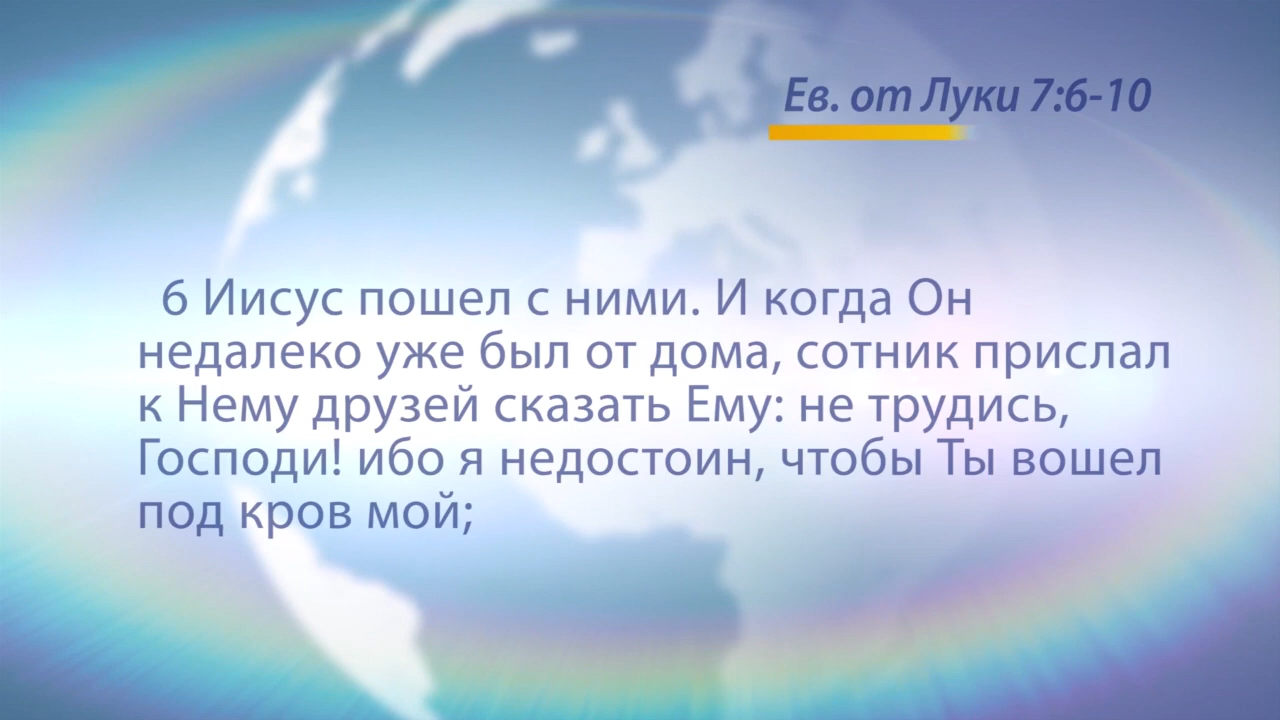 Ев. от Луки 7:6-10
6 Иисус пошел с ними. И когда Он
недалеко уже был от дома, сотник прислал
к Нему друзей сказать Ему: не трудись,
Господи! ибо я недостоин, чтобы Ты вошел
под кров мой;